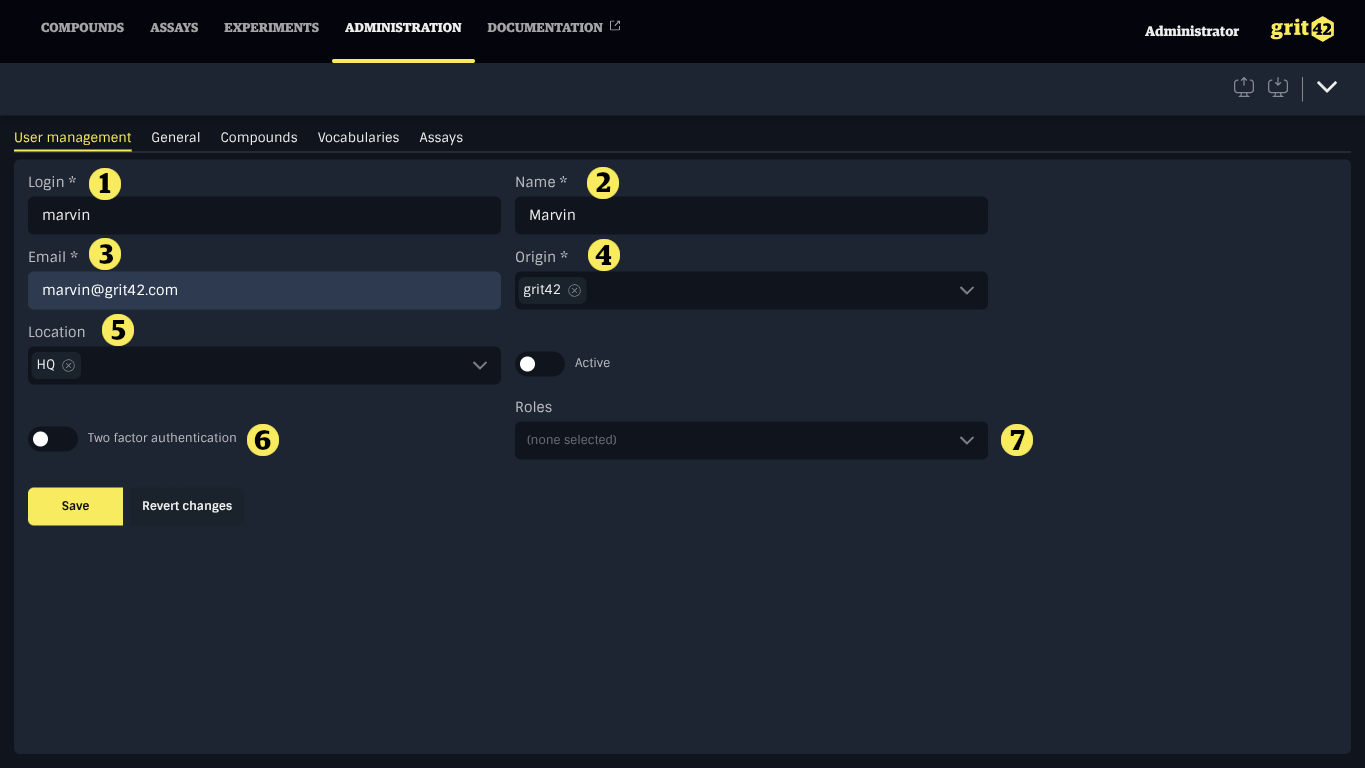 COMPOUNDS ASSAYS EXPERIMENTS ADMINISTRATION DOCUMENTATION Administrator grit42
User management General Compounds Vocabularies Assays
Login * 1 Name * 2
marvin Marvin
Email * 3 Origin * 4
marvin@grit42.com grit42
Location 5
HQ Active
Roles
Two factor authentication 6 (none selected) 7
Save Revert changes